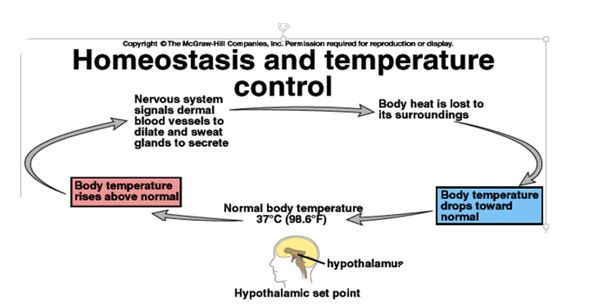 Copyright © The McGraw-Hill Companies, Inc. Permission required for reproduction or display.
Homeostasis and temperature
control
Nervous system
signals dermal
blood vessels to
dilate and sweat
glands to secrete
Body heat is lost to
its surroundings
Body temperature
rises above normal
Normal body temperature
37°C (98.6°F)
Body temperature
drops toward
normal
hypothalamus
Hypothalamic set point